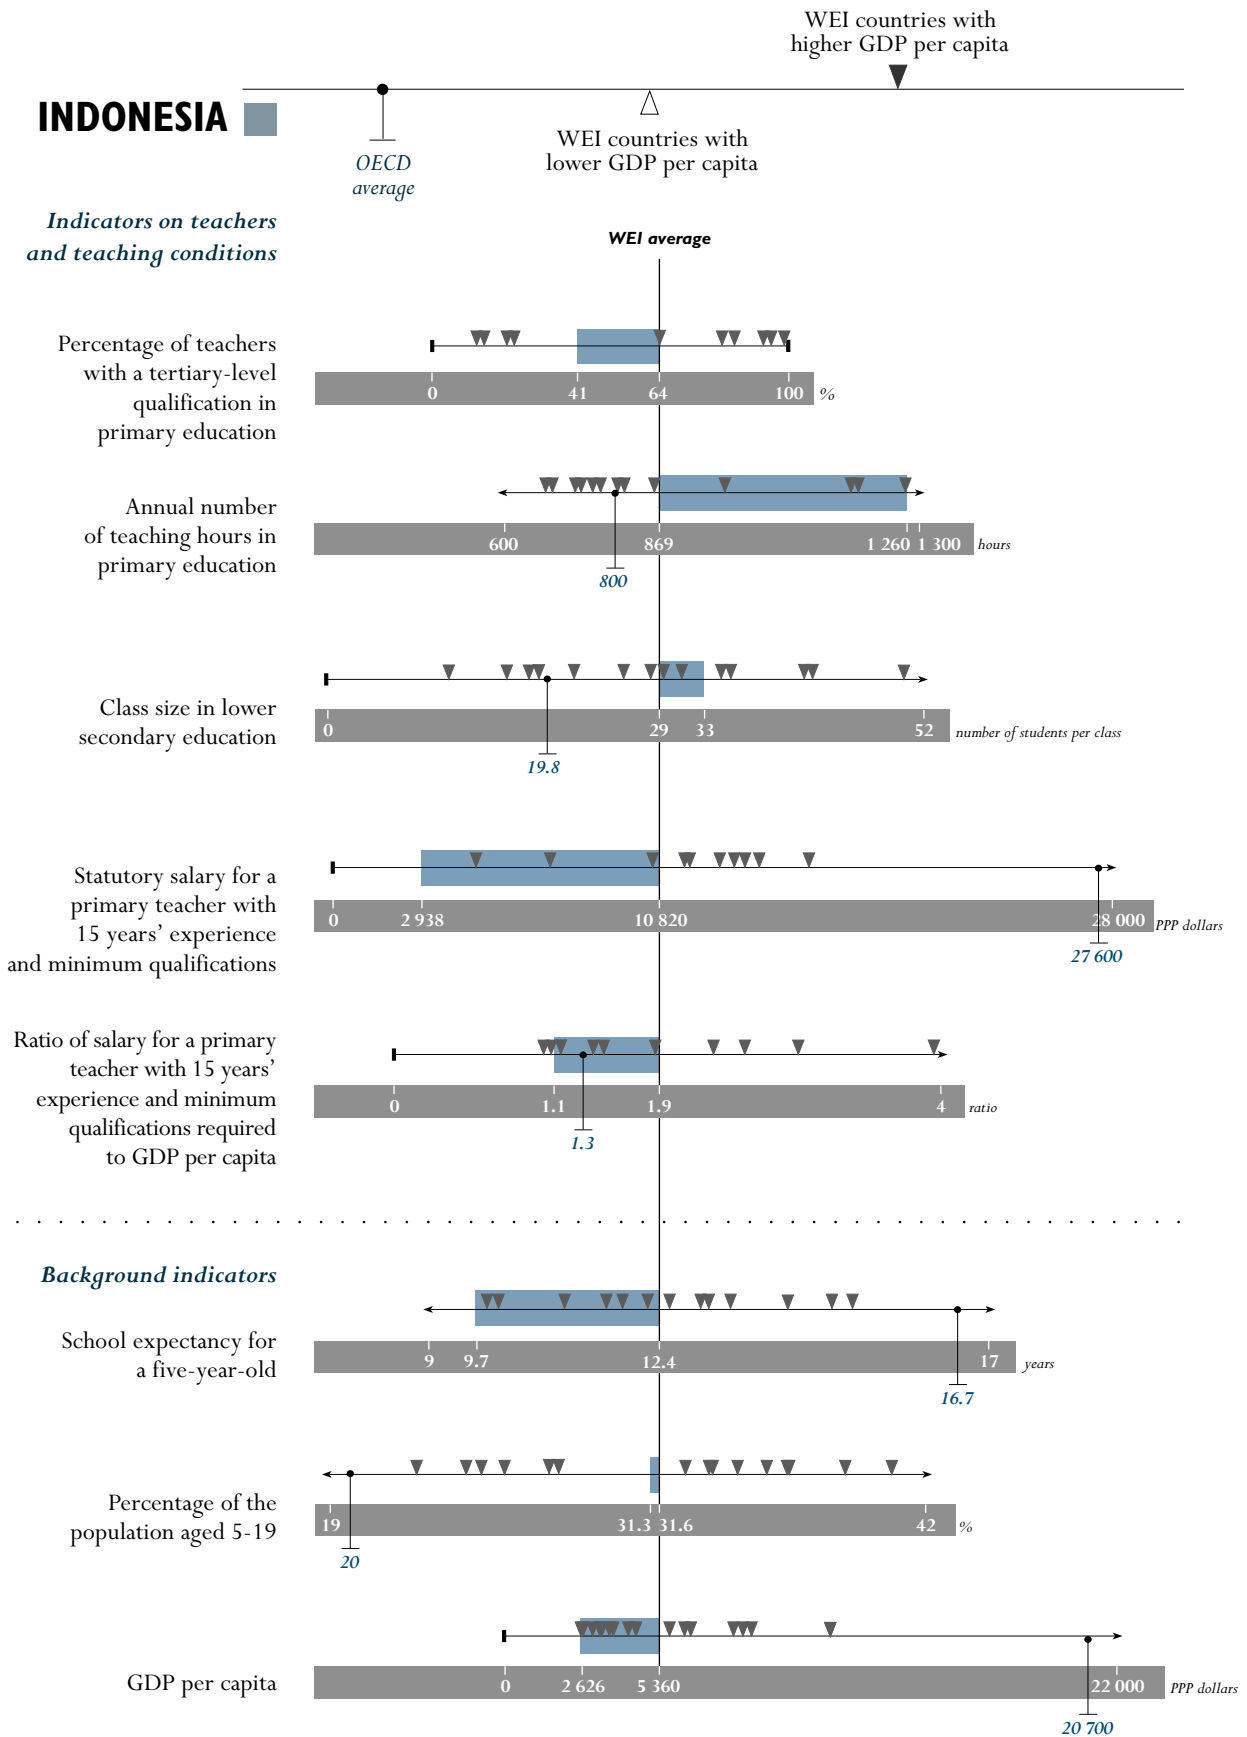 WEI countries with
higher GDP per capita
INDONESIA
OECD
average
WEI countries with
lower GDP per capita
Indicators on teachers
and teaching conditions
WEI average
Percentage of teachers
with a tertiary-level
qualification in
primary education
0 41 64 100 %
Annual number
of teaching hours in
primary education
600 869 1 260 1 300 hours
800
Class size in lower
secondary education
0 29 33 52 number of students per class
19.8
Statutory salary for a
primary teacher with
15 years’ experience
and minimum qualifications
0 2 938 10 820 28 000 PPP dollars
27 600
Ratio of salary for a primary
teacher with 15 years’
experience and minimum
qualifications required
to GDP per capita
0 1.1 1.9 4 ratio
1.3
Background indicators
School expectancy for
a five-year-old
9 9.7 12.4 17 years
16.7
Percentage of the
population aged 5-19
19 31.3 31.6 42 %
20
GDP per capita
0 2 626 5 360 22 000 PPP dollars
20 700